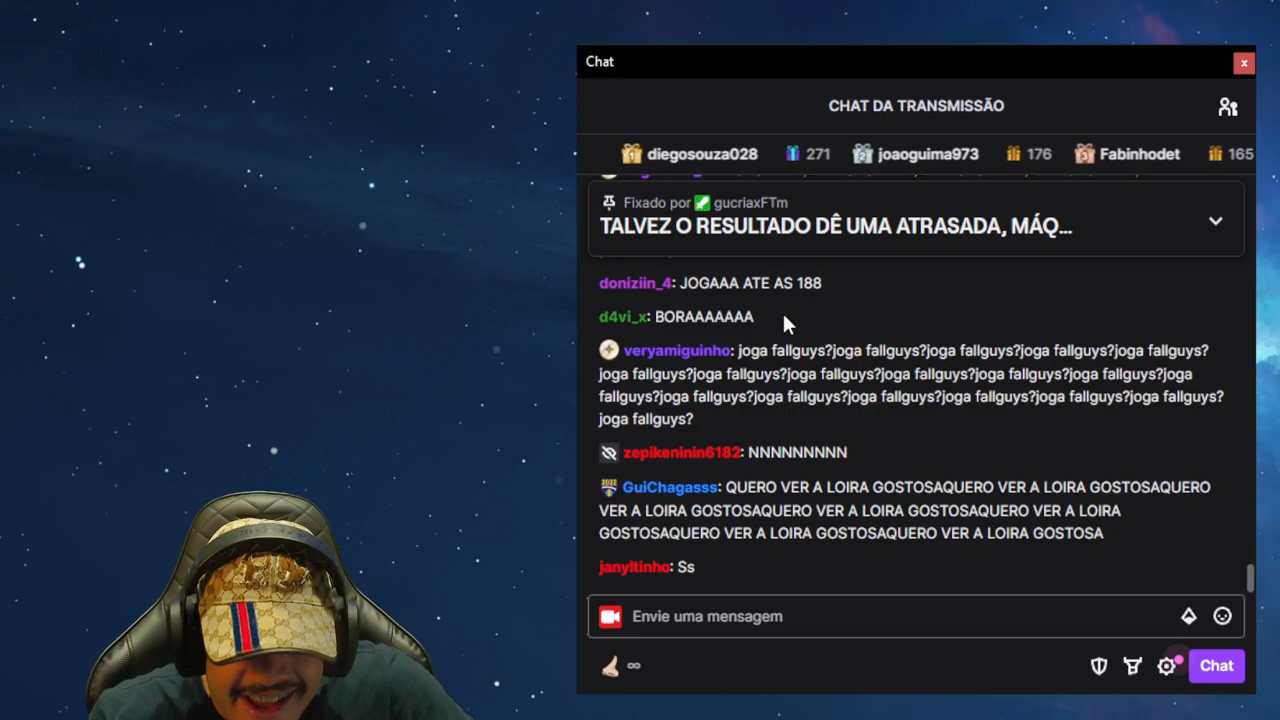 Chat
x
CHAT DA TRANSMISSÃO
1 diegosouza028 271 2 joaoguima973 176 3 Fabinhodet 165
Fixado por gucriaxFTm
TALVEZ O RESULTADO DÊ UMA ATRASADA, MÁQ...
doniziin_4: JOGAAA ATE AS 188
d4vi_x: BORAAAAAAA
veryamiguinho: joga fallguys?joga fallguys?joga fallguys?joga fallguys?joga fallguys?
joga fallguys?joga fallguys?joga fallguys?joga fallguys?joga fallguys?joga fallguys?joga
fallguys?joga fallguys?joga fallguys?joga fallguys?joga fallguys?joga fallguys?joga fallguys?
joga fallguys?
zepikeninin6182: NNNNNNNNN
2022 GuiChagasss: QUERO VER A LOIRA GOSTOSAQUERO VER A LOIRA GOSTOSAQUERO
VER A LOIRA GOSTOSAQUERO VER A LOIRA GOSTOSAQUERO VER A LOIRA
GOSTOSAQUERO VER A LOIRA GOSTOSAQUERO VER A LOIRA GOSTOSA
janyltinho: Ss
Envie uma mensagem
∞ Chat